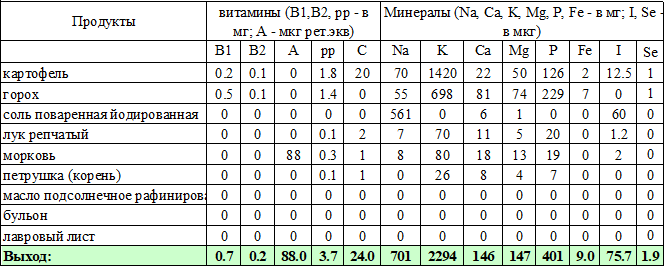 Продукты
витамины (B1,B2, pp - в мг; A - мкг рет.экв)
Минералы (Na, Ca, K, Mg, P, Fe - в мг; I, Se - в мкг)
B1 B2 A pp C Na K Ca Mg P Fe I Se
картофель 0.2 0.1 0 1.8 20 70 1420 22 50 126 2 12.5 1
горох 0.5 0.1 0 1.4 0 55 698 81 74 229 7 0 1
соль поваренная йодированная 0 0 0 0 0 561 0 6 1 0 0 60 0
лук репчатый 0 0 0 0.1 2 7 70 11 5 20 0 1.2 0
морковь 0 0 88 0.3 1 8 80 18 13 19 0 2 0
петрушка (корень) 0 0 0 0.1 1 0 26 8 4 7 0 0 0
масло подсолнечное рафинирова 0 0 0 0 0 0 0 0 0 0 0 0 0
бульон 0 0 0 0 0 0 0 0 0 0 0 0 0
лавровый лист 0 0 0 0 0 0 0 0 0 0 0 0 0
Выход: 0.7 0.2 88.0 3.7 24.0 701 2294 146 147 401 9.0 75.7 1.9